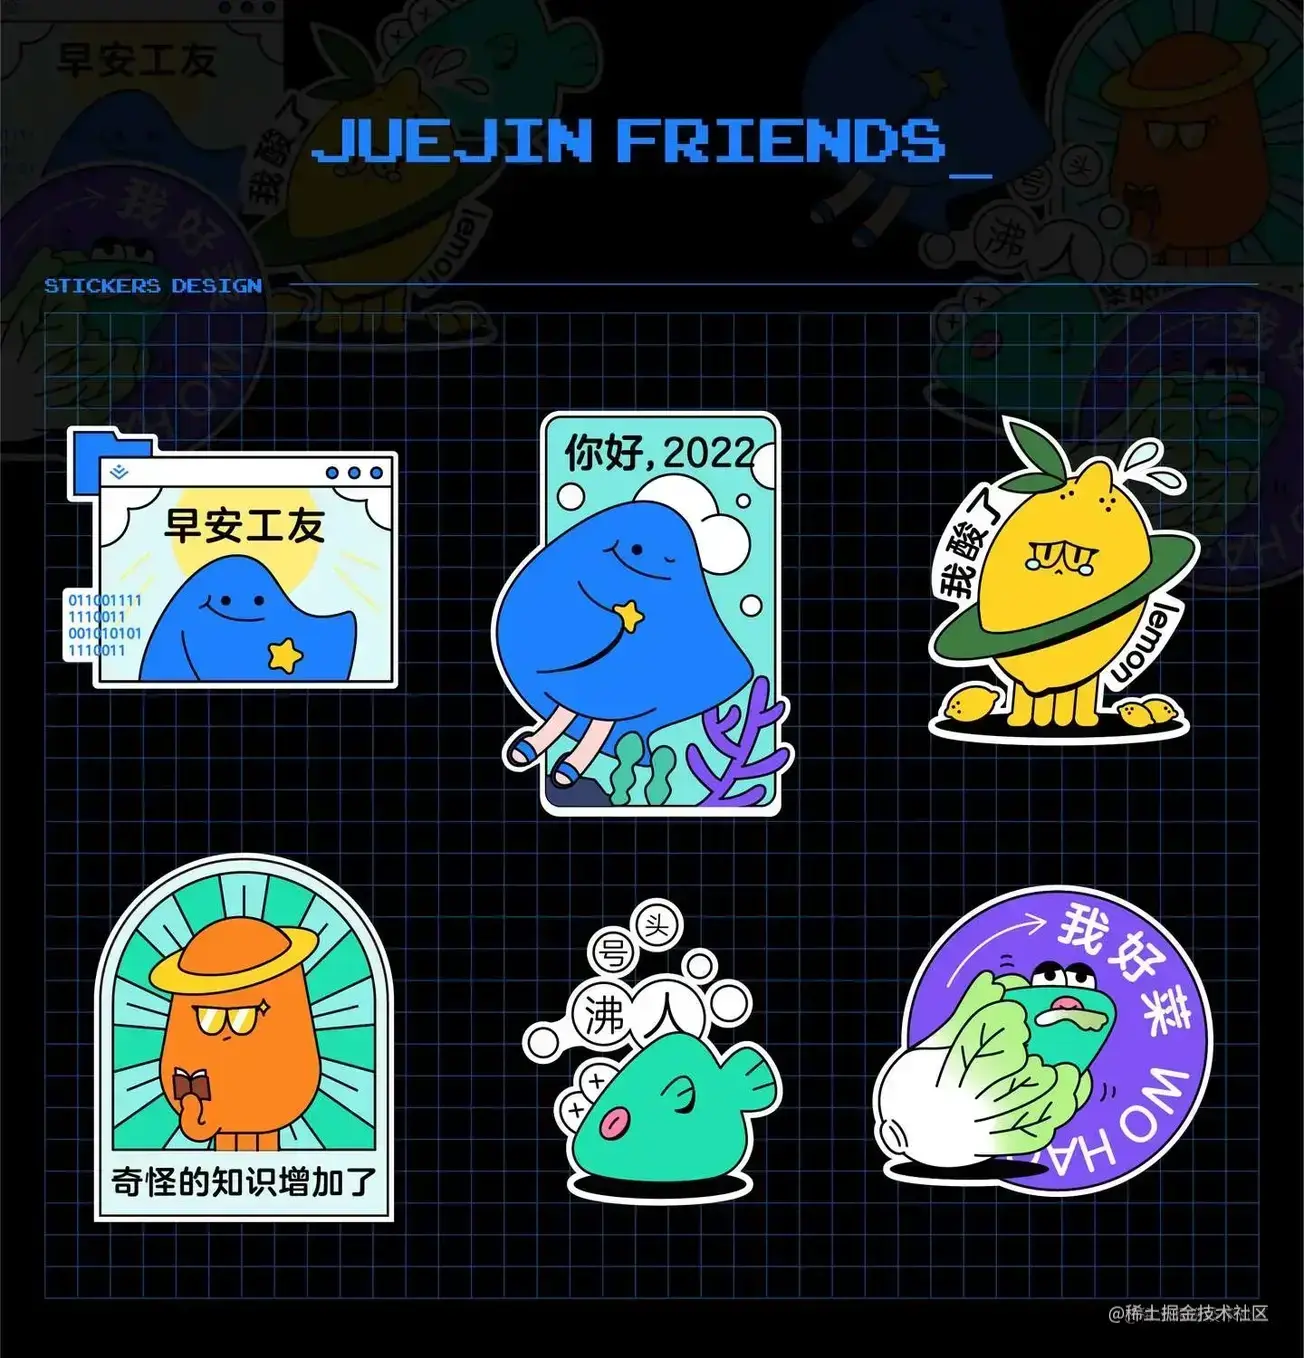 JUEJIN FRIENDS_
STICKERS DESIGN
早安工友
011001111
1110011
001010101
1110011
你好,2022
我酸了
lemon
奇怪的知识增加了
头
号
沸
人
我好菜 WO HA
@稀土掘金技术社区